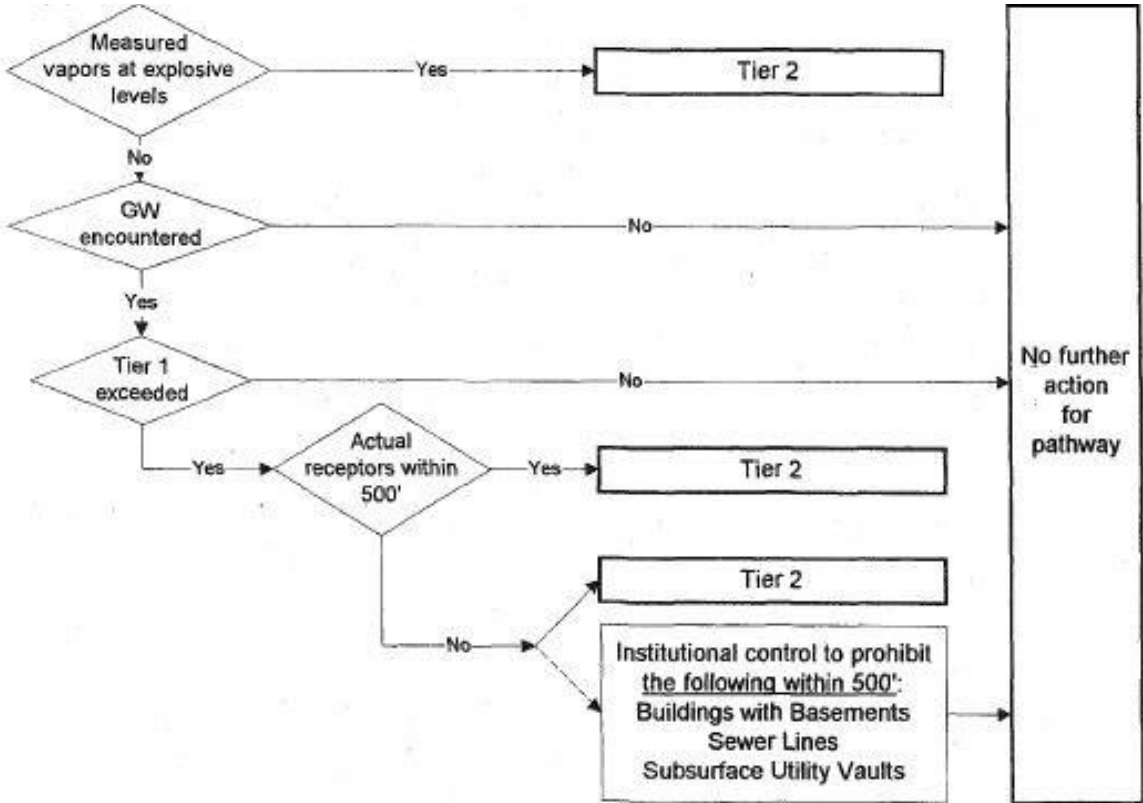 Measured
vapors at explosive
levels
Yes
Tier 2
No
GW
encountered
No
Yes
Tier 1
exceeded
No
No further
action
for
pathway
Yes
Actual
receptors within
500'
Yes
Tier 2
Tier 2
No
Institutional control to prohibit
the following within 500':
Buildings with Basements
Sewer Lines
Subsurface Utility Vaults